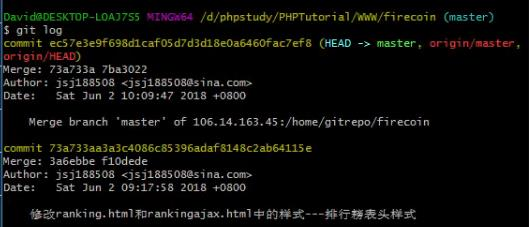 David@DESKTOP-LOAJ7S5 MINGW64 /d/phpstudy/PHPTutorial/WWW/firecoin (master)
$ git log
commit ec57e3e9f698d1caf05d7d3d18e0a6460fac7ef8 (HEAD -> master, origin/master,
origin/HEAD)
Merge: 73a733a 7ba3022
Author: jsj188508 <jsj188508@sina.com>
Date:   Sat Jun 2 10:09:47 2018 +0800
Merge branch 'master' of 106.14.163.45:/home/gitrepo/firecoin
commit 73a733aa3a3c4086c85396adaf8148c2ab64115e
Merge: 3a6ebbe f10dede
Author: jsj188508 <jsj188508@sina.com>
Date:   Sat Jun 2 09:17:58 2018 +0800
修改ranking.html和rankingajax.html中的样式---排行榜表头样式